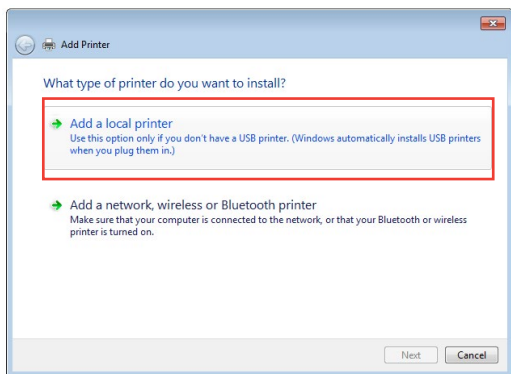 Add Printer
What type of printer do you want to install?
Add a local printer
Use this option only if you don't have a USB printer. (Windows automatically installs USB printers
when you plug them in.)
Add a network, wireless or Bluetooth printer
Make sure that your computer is connected to the network, or that your Bluetooth or wireless
printer is turned on.
Next Cancel